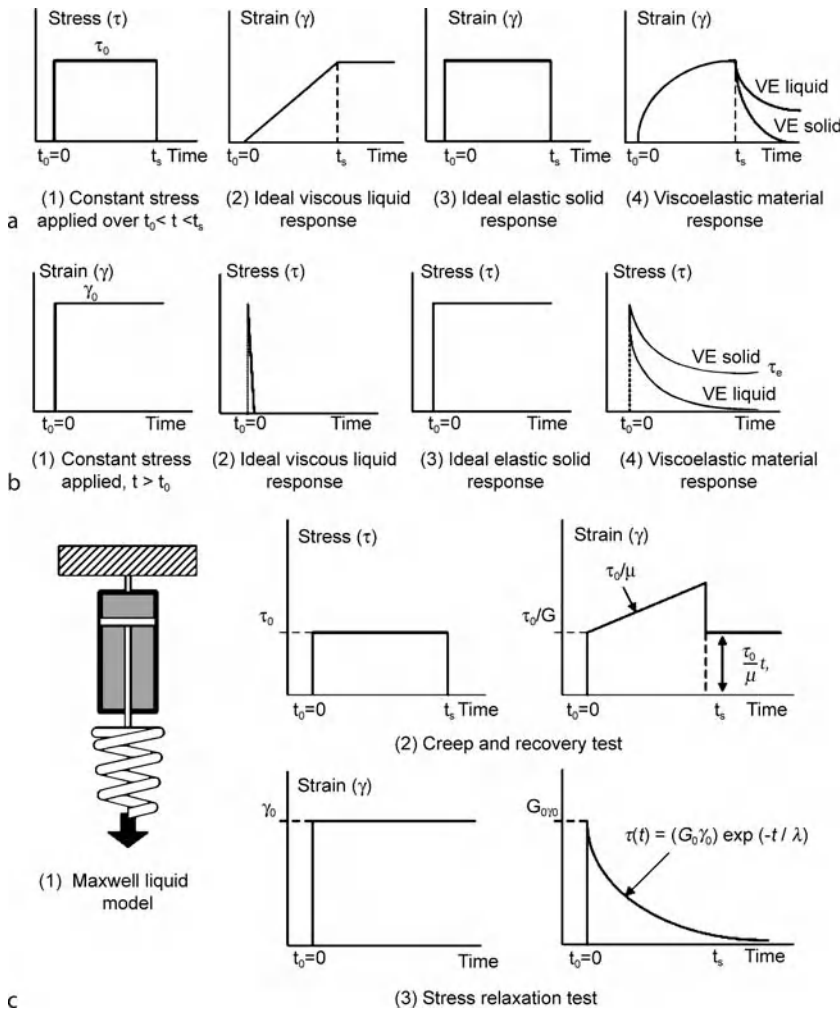 Stress (τ)
τ0
t0=0
ts Time
(1) Constant stress
applied over t0< t <ts
Strain (γ)
t0=0
ts
Time
(2) Ideal viscous liquid
response
Strain (γ)
t0=0
ts Time
(3) Ideal elastic solid
response
Strain (γ)
VE liquid
VE solid
t0=0
ts
Time
(4) Viscoelastic material
response
a
Strain (γ)
γ0
t0=0
Time
(1) Constant stress
applied, t > t0
Stress (τ)
t0=0
Time
(2) Ideal viscous liquid
response
Stress (τ)
t0=0
Time
(3) Ideal elastic solid
response
Stress (τ)
VE solid
τe
VE liquid
t0=0
Time
(4) Viscoelastic material
response
b
(1) Maxwell liquid
model
Stress (τ)
τ0
t0=0
ts Time
Strain (γ)
τ0/μ
τ0/G
τ0/μ t,
t0=0
ts
Time
(2) Creep and recovery test
Strain (γ)
γ0
t0=0
Time
G0γ0
τ(t) = (G0γ0) exp (-t / λ)
t0=0
ts
Time
(3) Stress relaxation test
c